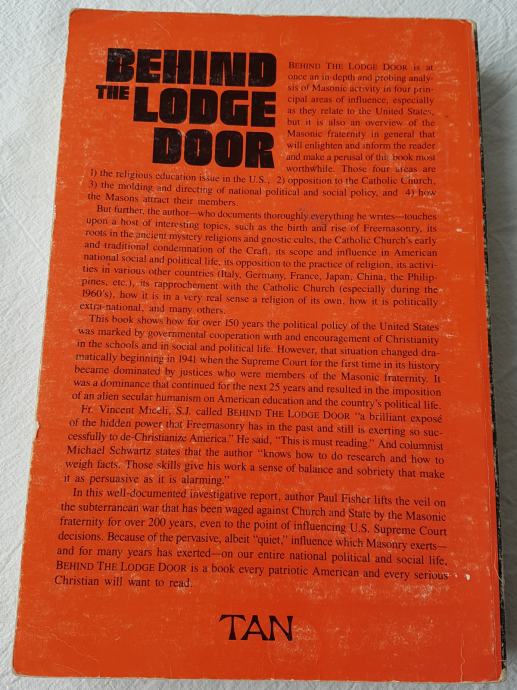 BEHIND
THE LODGE
DOOR
BEHIND THE LODGE DOOR is at
once an in-depth and probing analy-
sis of Masonic activity in four prin-
cipal areas of influence, especially
as they relate to the United States,
but it is also an overview of the
Masonic fraternity in general that
will enlighten and inform the reader
and make a perusal of this book most
worthwhile. Those four areas are
1) the religious education issue in the U.S., 2) opposition to the Catholic Church,
3) the molding and directing of national political and social policy, and 4) how
the Masons attract their members.
But further, the author—who documents thoroughly everything he writes—touches
upon a host of interesting topics, such as the birth and rise of Freemasonry, its
roots in the ancient mystery religions and gnostic cults, the Catholic Church's early
and traditional condemnation of the Craft, its scope and influence in American
national social and political life, its opposition to the practice of religion, its activi-
ties in various other countries (Italy, Germany, France, Japan, China, the Philip-
pines, etc.), its rapprochement with the Catholic Church (especially during the
1960's), how it is in a very real sense a religion of its own, how it is politically
extra-national, and many others.
This book shows how for over 150 years the political policy of the United States
was marked by governmental cooperation with and encouragement of Christianity
in the schools and in social and political life. However, that situation changed dra-
matically beginning in 1941 when the Supreme Court for the first time in its history
became dominated by justices who were members of the Masonic fraternity. It
was a dominance that continued for the next 25 years and resulted in the imposition
of an alien secular humanism on American education and the country's political life.
Fr. Vincent Miceli, S.J. called BEHIND THE LODGE DOOR "a brilliant exposé
of the hidden power that Freemasonry has in the past and still is exerting so suc-
cessfully to de-Christianize America." He said, "This is must reading." And columnist
Michael Schwartz states that the author "knows how to do research and how to
weigh facts. Those skills give his work a sense of balance and sobriety that make
it as persuasive as it is alarming."
In this well-documented investigative report, author Paul Fisher lifts the veil on
the subterranean war that has been waged against Church and State by the Masonic
fraternity for over 200 years, even to the point of influencing U.S. Supreme Court
decisions. Because of the pervasive, albeit "quiet," influence which Masonry exerts—
and for many years has exerted—on our entire national political and social life,
BEHIND THE LODGE DOOR is a book every patriotic American and every serious
Christian will want to read.
TAN